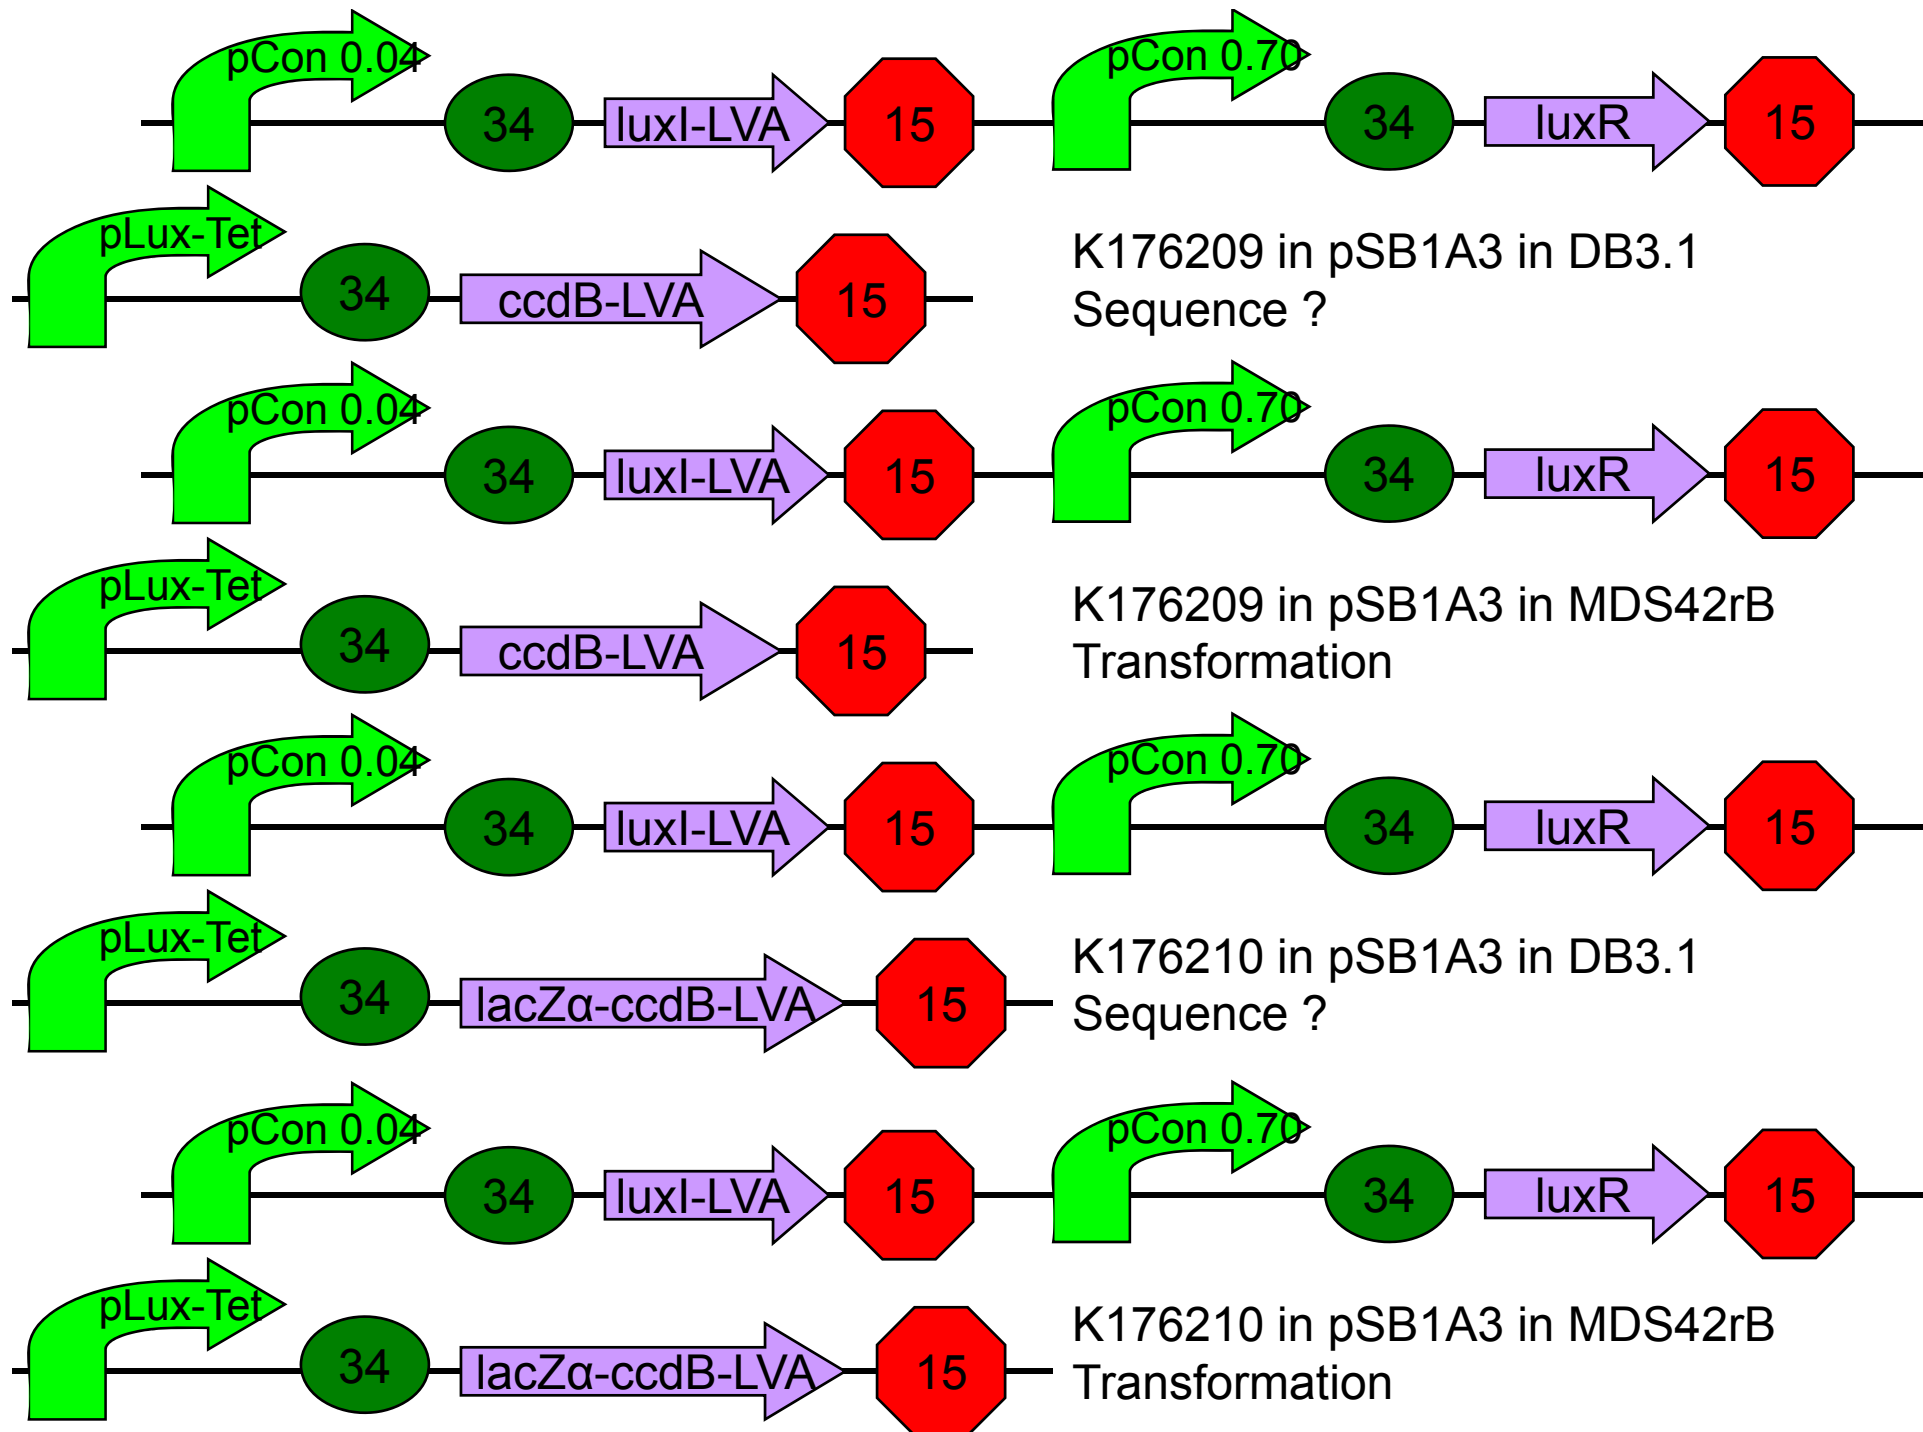 pCon 0.04 34 luxI-LVA 15 pCon 0.70 34 luxR 15
pLux-Tet 34 ccdB-LVA 15 K176209 in pSB1A3 in DB3.1
Sequence ?
pCon 0.04 34 luxI-LVA 15 pCon 0.70 34 luxR 15
pLux-Tet 34 ccdB-LVA 15 K176209 in pSB1A3 in MDS42rB
Transformation
pCon 0.04 34 luxI-LVA 15 pCon 0.70 34 luxR 15
pLux-Tet 34 lacZα-ccdB-LVA 15 K176210 in pSB1A3 in DB3.1
Sequence ?
pCon 0.04 34 luxI-LVA 15 pCon 0.70 34 luxR 15
pLux-Tet 34 lacZα-ccdB-LVA 15 K176210 in pSB1A3 in MDS42rB
Transformation